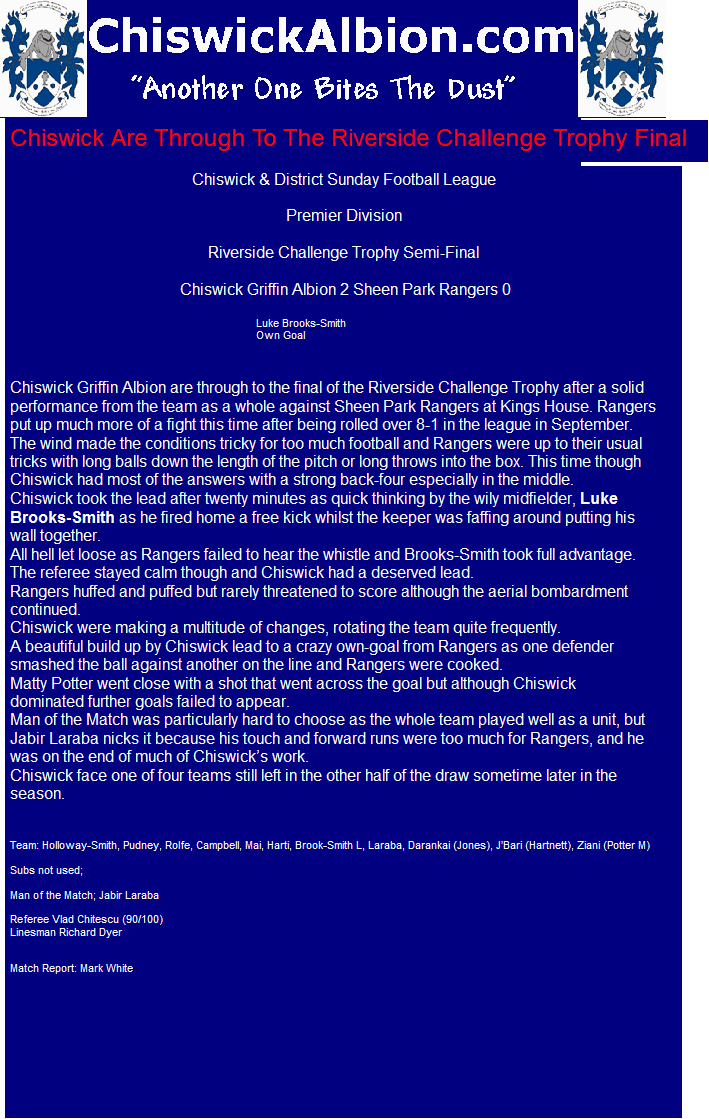 ChiswickAlbion.com
"Another One Bites The Dust"
Chiswick Are Through To The Riverside Challenge Trophy Final
Chiswick & District Sunday Football League
Premier Division
Riverside Challenge Trophy Semi-Final
Chiswick Griffin Albion 2 Sheen Park Rangers 0
Luke Brooks-Smith
Own Goal
Chiswick Griffin Albion are through to the final of the Riverside Challenge Trophy after a solid
performance from the team as a whole against Sheen Park Rangers at Kings House. Rangers
put up much more of a fight this time after being rolled over 8-1 in the league in September.
The wind made the conditions tricky for too much football and Rangers were up to their usual
tricks with long balls down the length of the pitch or long throws into the box. This time though
Chiswick had most of the answers with a strong back-four especially in the middle.
Chiswick took the lead after twenty minutes as quick thinking by the wily midfielder, Luke
Brooks-Smith as he fired home a free kick whilst the keeper was faffing around putting his
wall together.
All hell let loose as Rangers failed to hear the whistle and Brooks-Smith took full advantage.
The referee stayed calm though and Chiswick had a deserved lead.
Rangers huffed and puffed but rarely threatened to score although the aerial bombardment
continued.
Chiswick were making a multitude of changes, rotating the team quite frequently.
A beautiful build up by Chiswick lead to a crazy own-goal from Rangers as one defender
smashed the ball against another on the line and Rangers were cooked.
Matty Potter went close with a shot that went across the goal but although Chiswick
dominated further goals failed to appear.
Man of the Match was particularly hard to choose as the whole team played well as a unit, but
Jabir Laraba nicks it because his touch and forward runs were too much for Rangers, and he
was on the end of much of Chiswick's work.
Chiswick face one of four teams still left in the other half of the draw sometime later in the
season.
Team: Holloway-Smith, Pudney, Rolfe, Campbell, Mai, Harti, Brook-Smith L, Laraba, Darankai (Jones), J'Bari (Hartnett), Ziani (Potter M)
Subs not used;
Man of the Match; Jabir Laraba
Referee Vlad Chitescu (90/100)
Linesman Richard Dyer
Match Report: Mark White